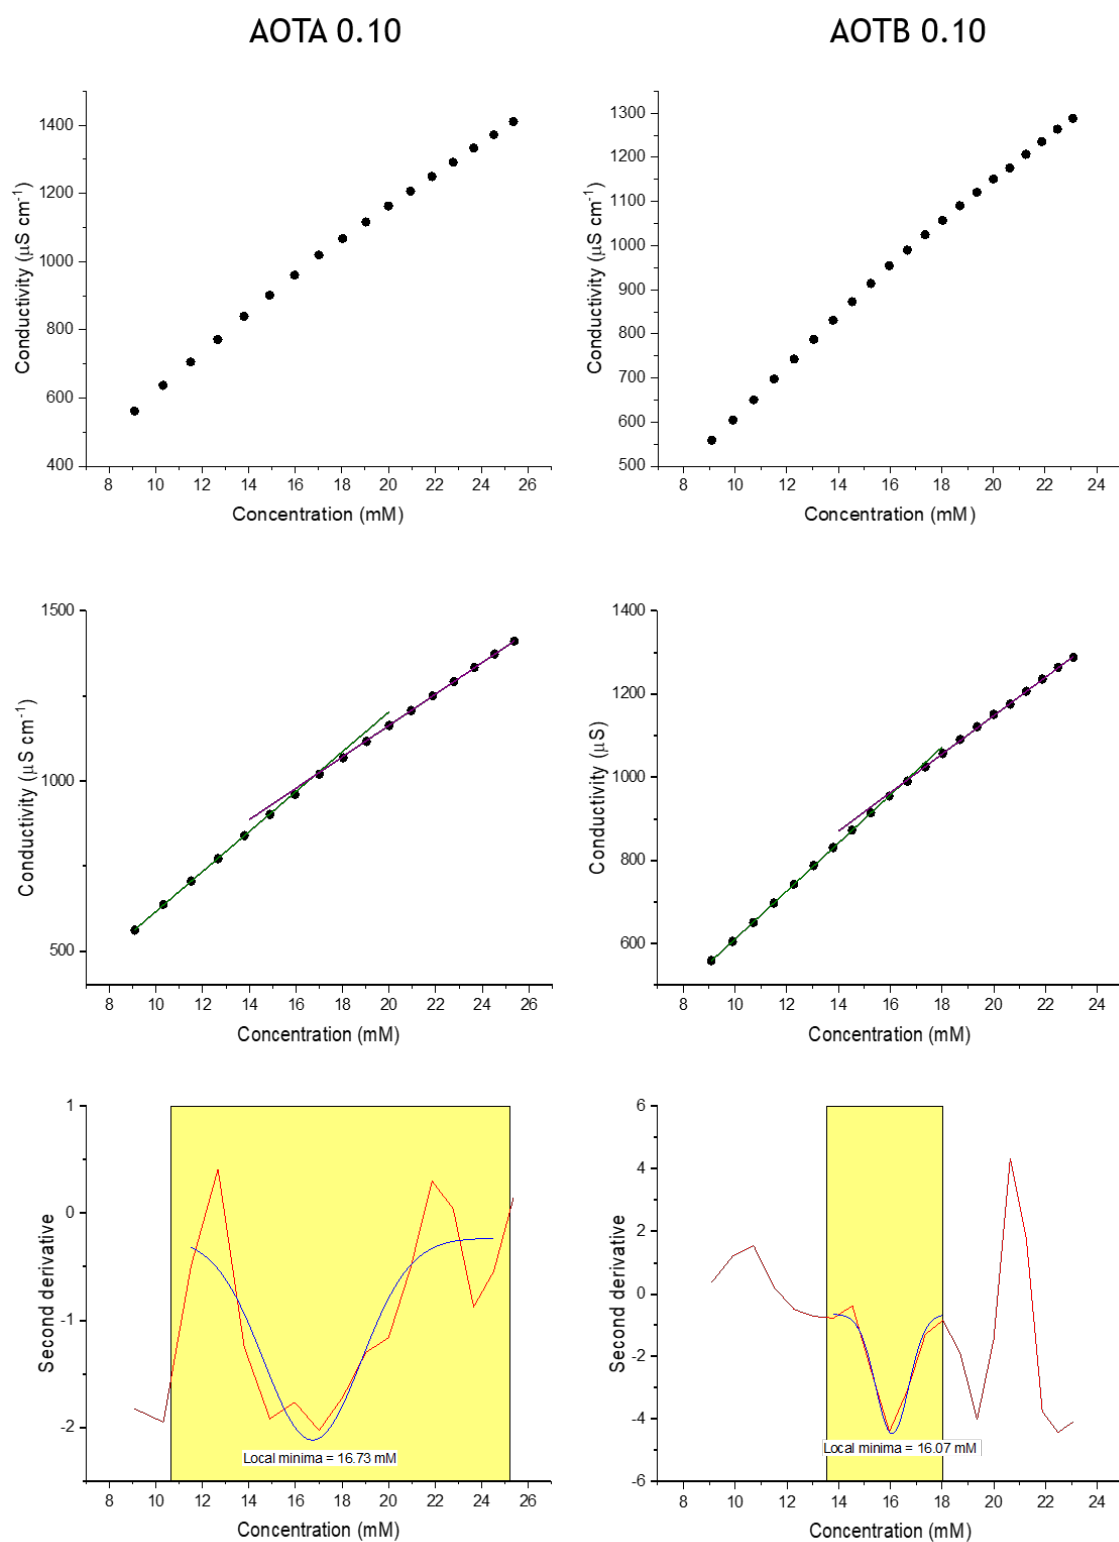 AOTA 0.10
AOTB 0.10
1400
1200
1000
800
600
400
Conductivity (μS cm-1)
8 10 12 14 16 18 20 22 24 26
Concentration (mM)
1300
1200
1100
1000
900
800
700
600
500
Conductivity (μS cm-1)
8 10 12 14 16 18 20 22 24
Concentration (mM)
1500
1000
500
Conductivity (μS cm-1)
8 10 12 14 16 18 20 22 24 26
Concentration (mM)
1400
1200
1000
800
600
Conductivity (μS)
8 10 12 14 16 18 20 22 24
Concentration (mM)
1
0
-1
-2
Second derivative
Local minima = 16.73 mM
8 10 12 14 16 18 20 22 24 26
Concentration (mM)
6
4
2
0
-2
-4
-6
Second derivative
Local minima = 16.07 mM
8 10 12 14 16 18 20 22 24
Concentration (mM)